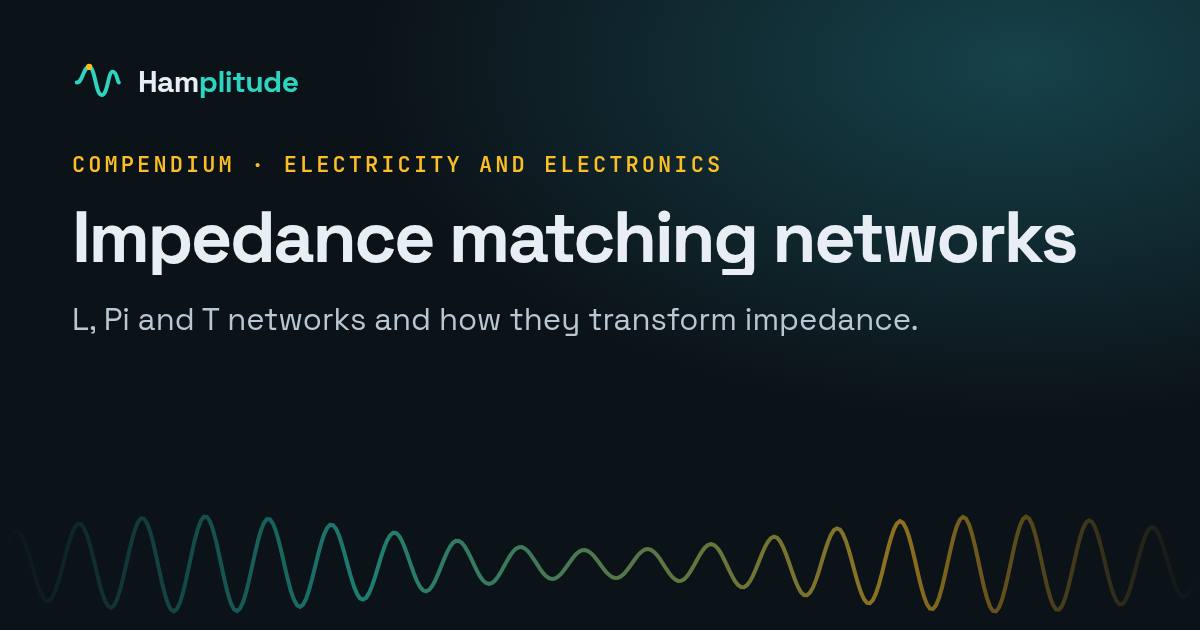 Hamplitude
COMPENDIUM · ELECTRICITY AND ELECTRONICS
Impedance matching networks
L, Pi and T networks and how they transform impedance.